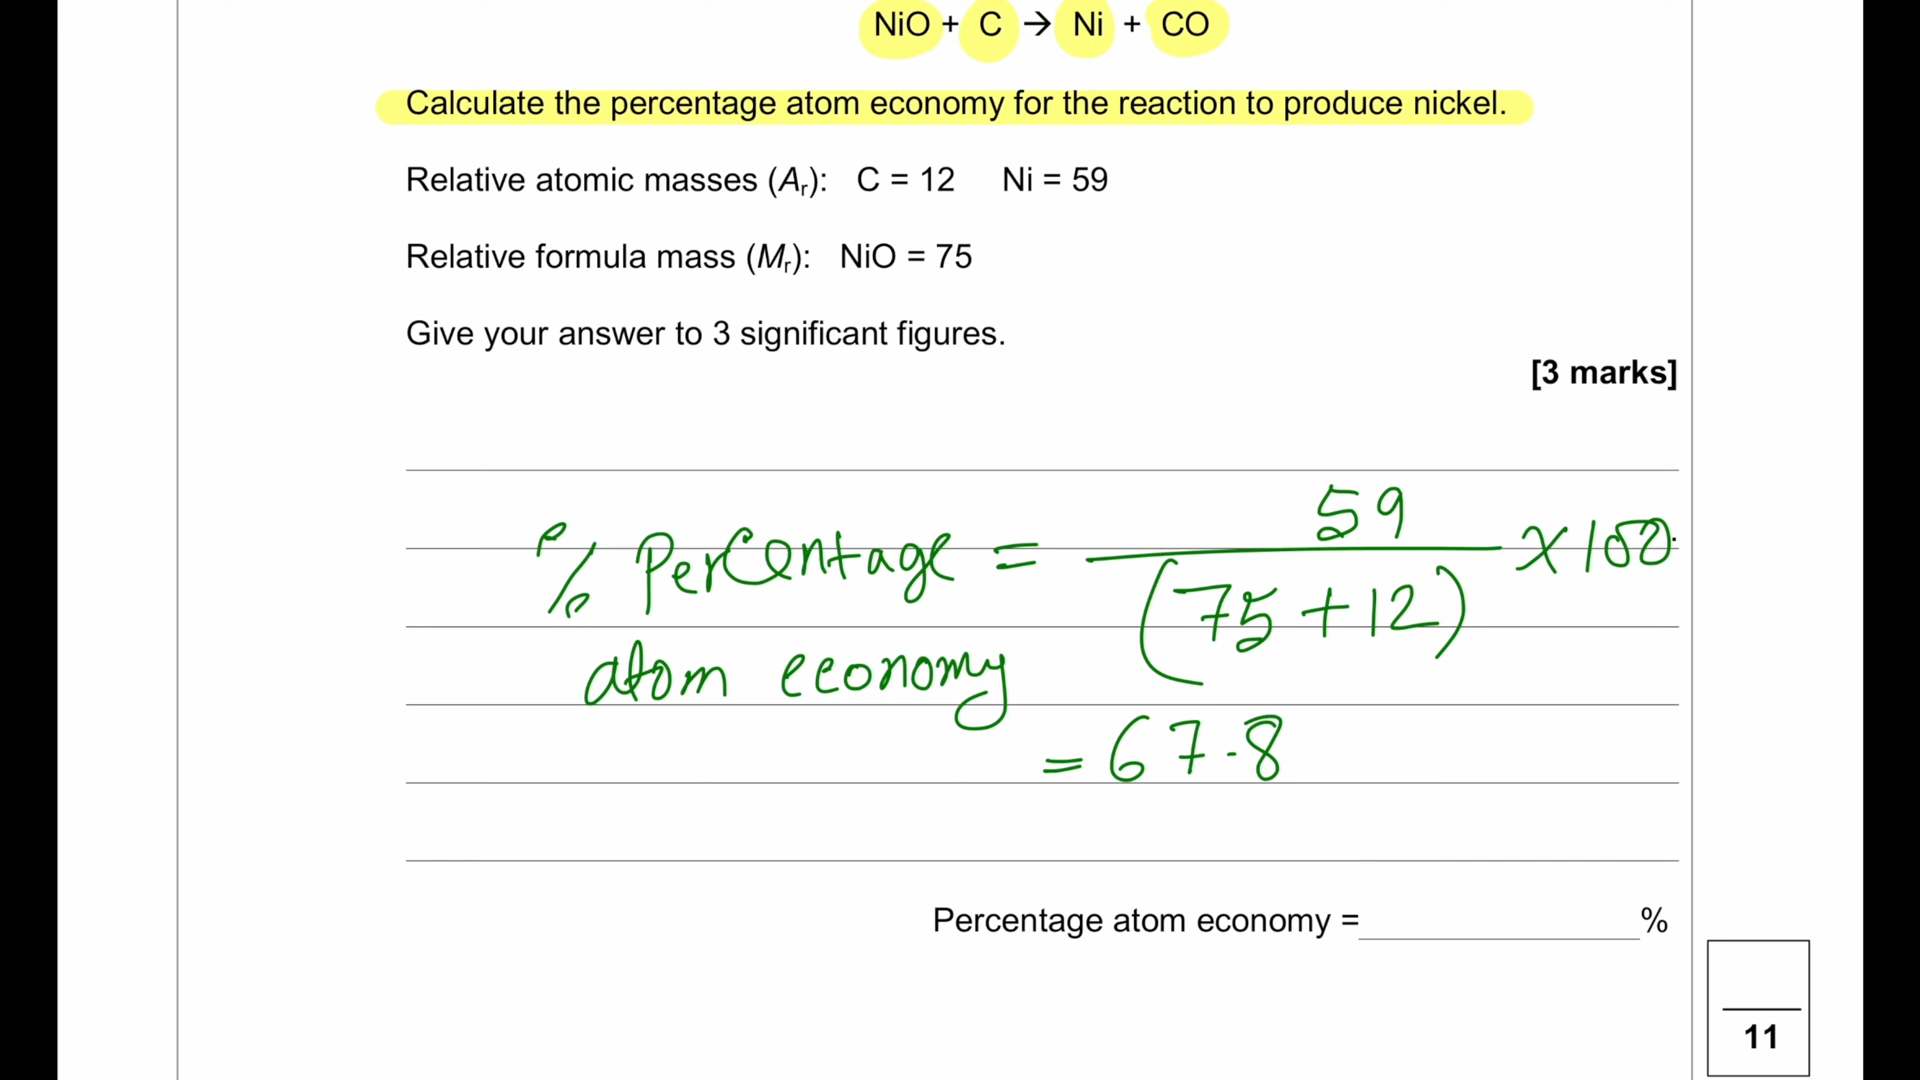 NiO + C → Ni + CO
Calculate the percentage atom economy for the reaction to produce nickel.
Relative atomic masses (Ar): C = 12 Ni = 59
Relative formula mass (Mr): NiO = 75
Give your answer to 3 significant figures.
[3 marks]
% Percentage atom economy = 59 / (75 + 12) × 100
= 67.8
Percentage atom economy = %
11